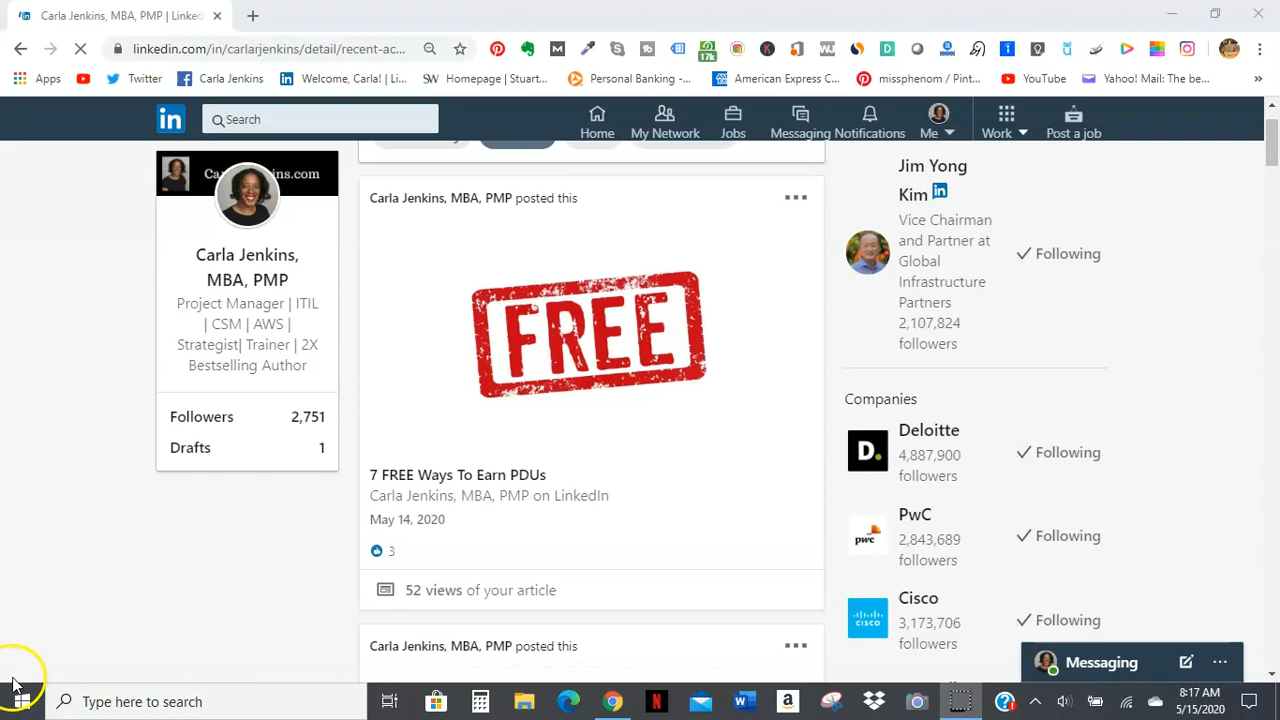 Carla Jenkins, MBA, PMP | Linked
linkedin.com/in/carlarjenkins/detail/recent-ac...
17k
Apps
Twitter
Carla Jenkins
Welcome, Carla! | Li...
SW Homepage | Stuart...
Personal Banking -...
American Express C...
missphenom / Pint...
YouTube
Yahoo! Mail: The be...
in
Search
Home
My Network
Jobs
Messaging
Notifications
Me
Work
Post a job
Carla Jenkins,
MBA, PMP
Project Manager | ITIL
| CSM | AWS |
Strategist| Trainer | 2X
Bestselling Author
Followers 2,751
Drafts 1
Carla Jenkins, MBA, PMP posted this
FREE
7 FREE Ways To Earn PDUs
Carla Jenkins, MBA, PMP on LinkedIn
May 14, 2020
3
52 views of your article
Carla Jenkins, MBA, PMP posted this
Jim Yong
Kim
Vice Chairman
and Partner at
Global
Infrastructure
Partners
2,107,824
followers
Following
Companies
Deloitte
4,887,900
followers
Following
PwC
2,843,689
followers
Following
pwc
Cisco
3,173,706
followers
Following
CISCO
Messaging
Type here to search
8:17 AM
5/15/2020